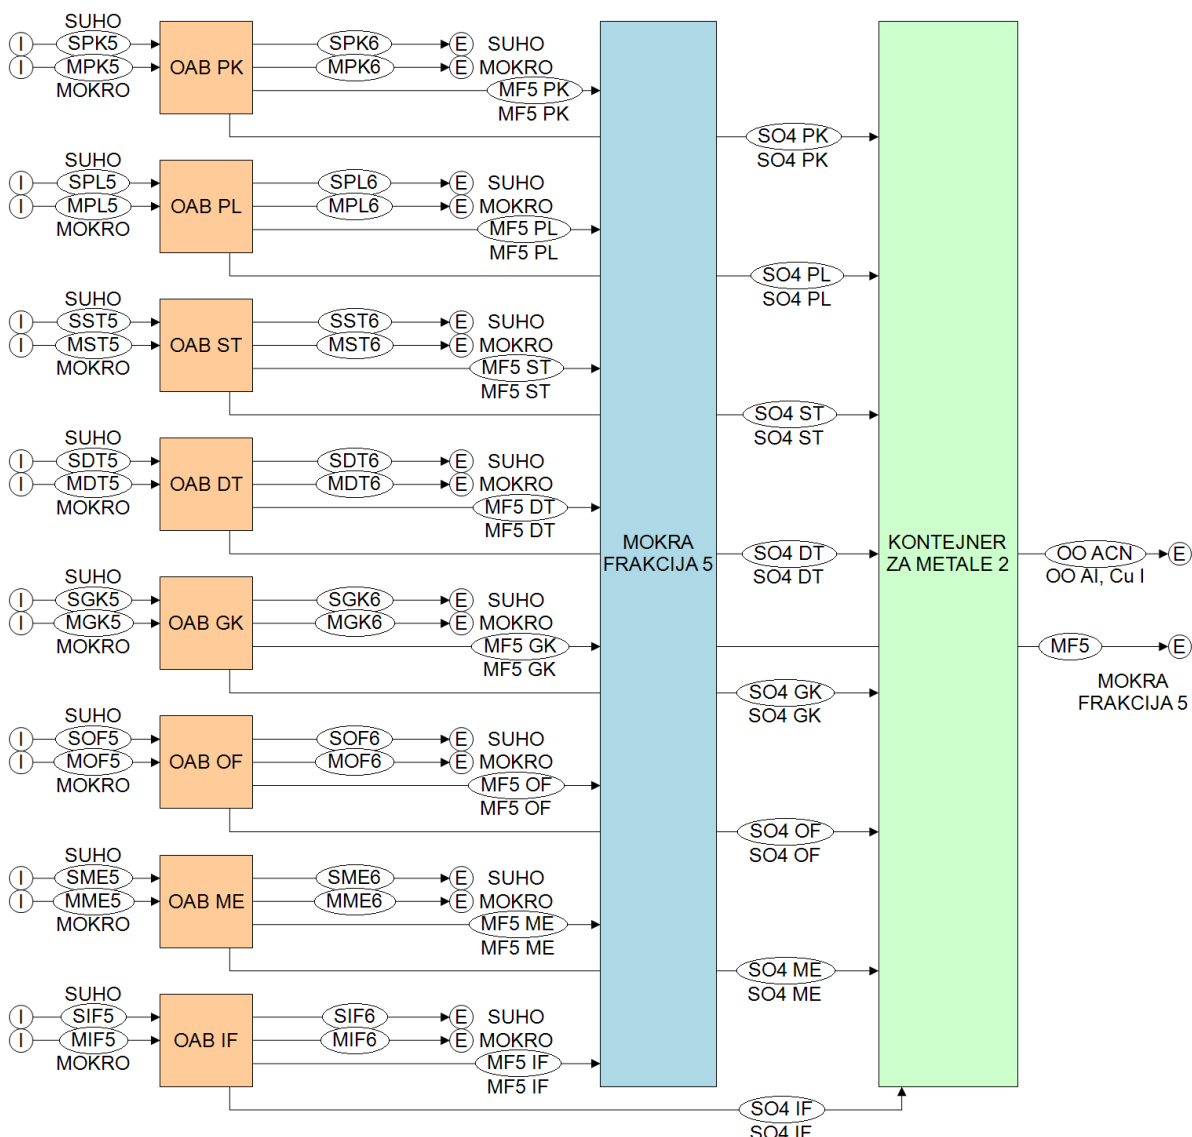 SUHO
I SPK5 OAB PK SPK6 E SUHO
I MPK5 MPK6 E MOKRO
MOKRO MF5 PK
MF5 PK
SO4 PK
SO4 PK
SUHO
I SPL5 OAB PL SPL6 E SUHO
I MPL5 MPL6 E MOKRO
MOKRO MF5 PL
MF5 PL
SO4 PL
SO4 PL
SUHO
I SST5 OAB ST SST6 E SUHO
I MST5 MST6 E MOKRO
MOKRO MF5 ST
MF5 ST
SO4 ST
SO4 ST
SUHO
I SDT5 OAB DT SDT6 E SUHO
I MDT5 MDT6 E MOKRO
MOKRO MF5 DT
MF5 DT
MOKRA
FRAKCIJA 5
SO4 DT
SO4 DT
KONTEJNER
ZA METALE 2
OO ACN E
OO Al, Cu I
SUHO
I SGK5 OAB GK SGK6 E SUHO
I MGK5 MGK6 E MOKRO
MOKRO MF5 GK
MF5 GK
MF5 E
MOKRA
FRAKCIJA 5
SO4 GK
SO4 GK
SUHO
I SOF5 OAB OF SOF6 E SUHO
I MOF5 MOF6 E MOKRO
MOKRO MF5 OF
MF5 OF
SO4 OF
SO4 OF
SUHO
I SME5 OAB ME SME6 E SUHO
I MME5 MME6 E MOKRO
MOKRO MF5 ME
MF5 ME
SO4 ME
SO4 ME
SUHO
I SIF5 OAB IF SIF6 E SUHO
I MIF5 MIF6 E MOKRO
MOKRO MF5 IF
MF5 IF
SO4 IF
SO4 IF